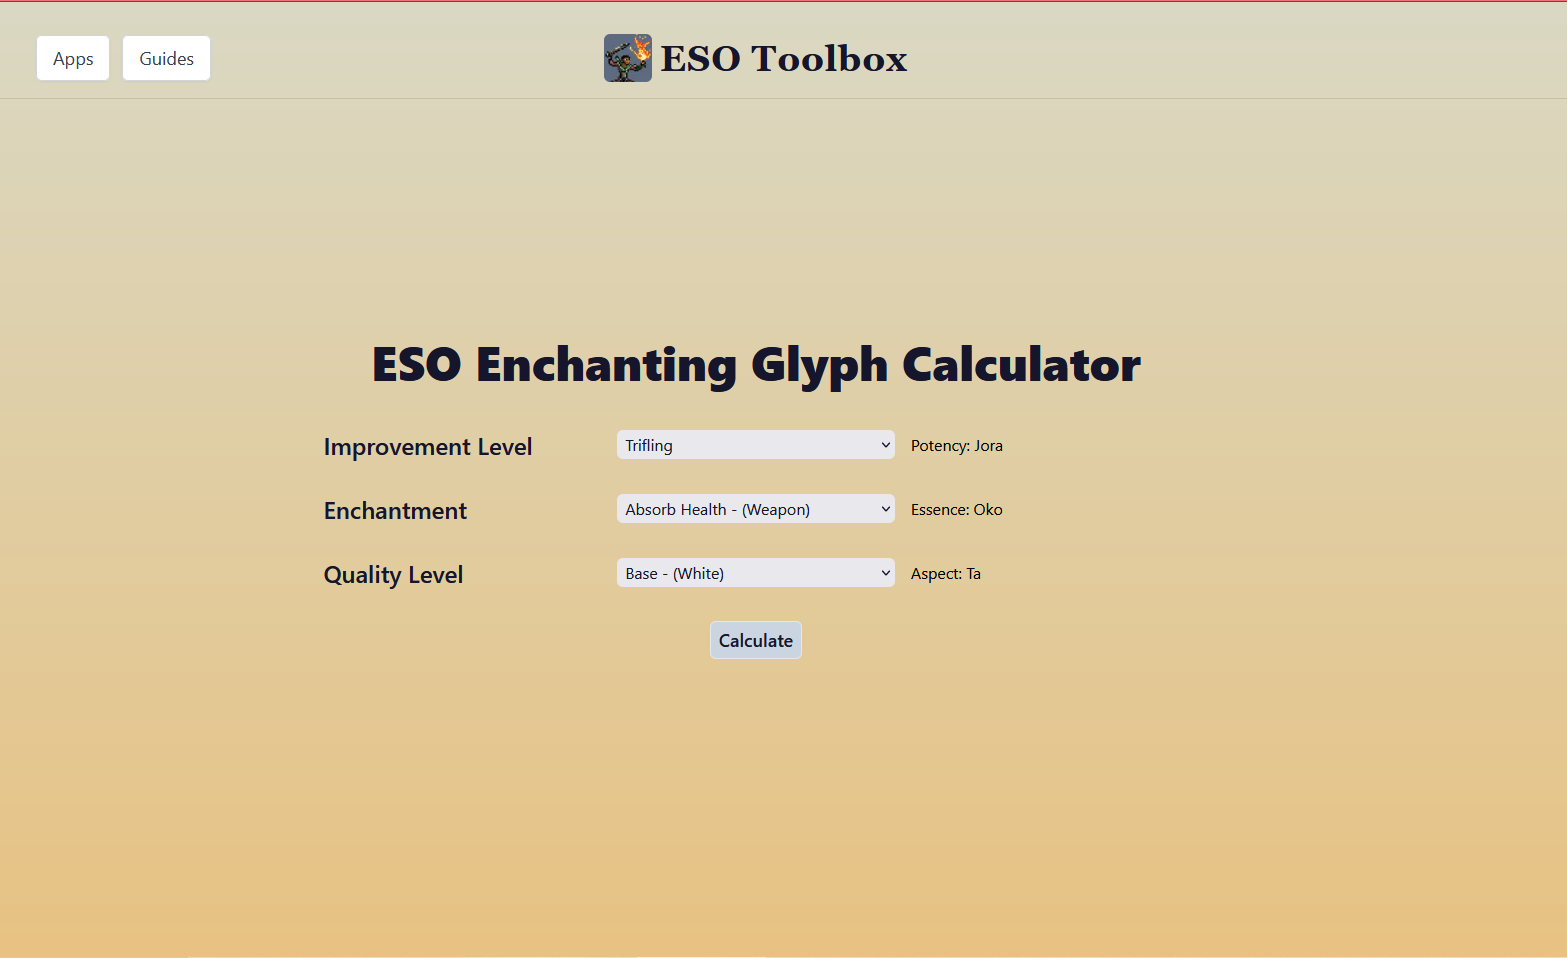 Apps Guides ESO Toolbox
ESO Enchanting Glyph Calculator
Improvement Level Trifling Potency: Jora
Enchantment Absorb Health - (Weapon) Essence: Oko
Quality Level Base - (White) Aspect: Ta
Calculate